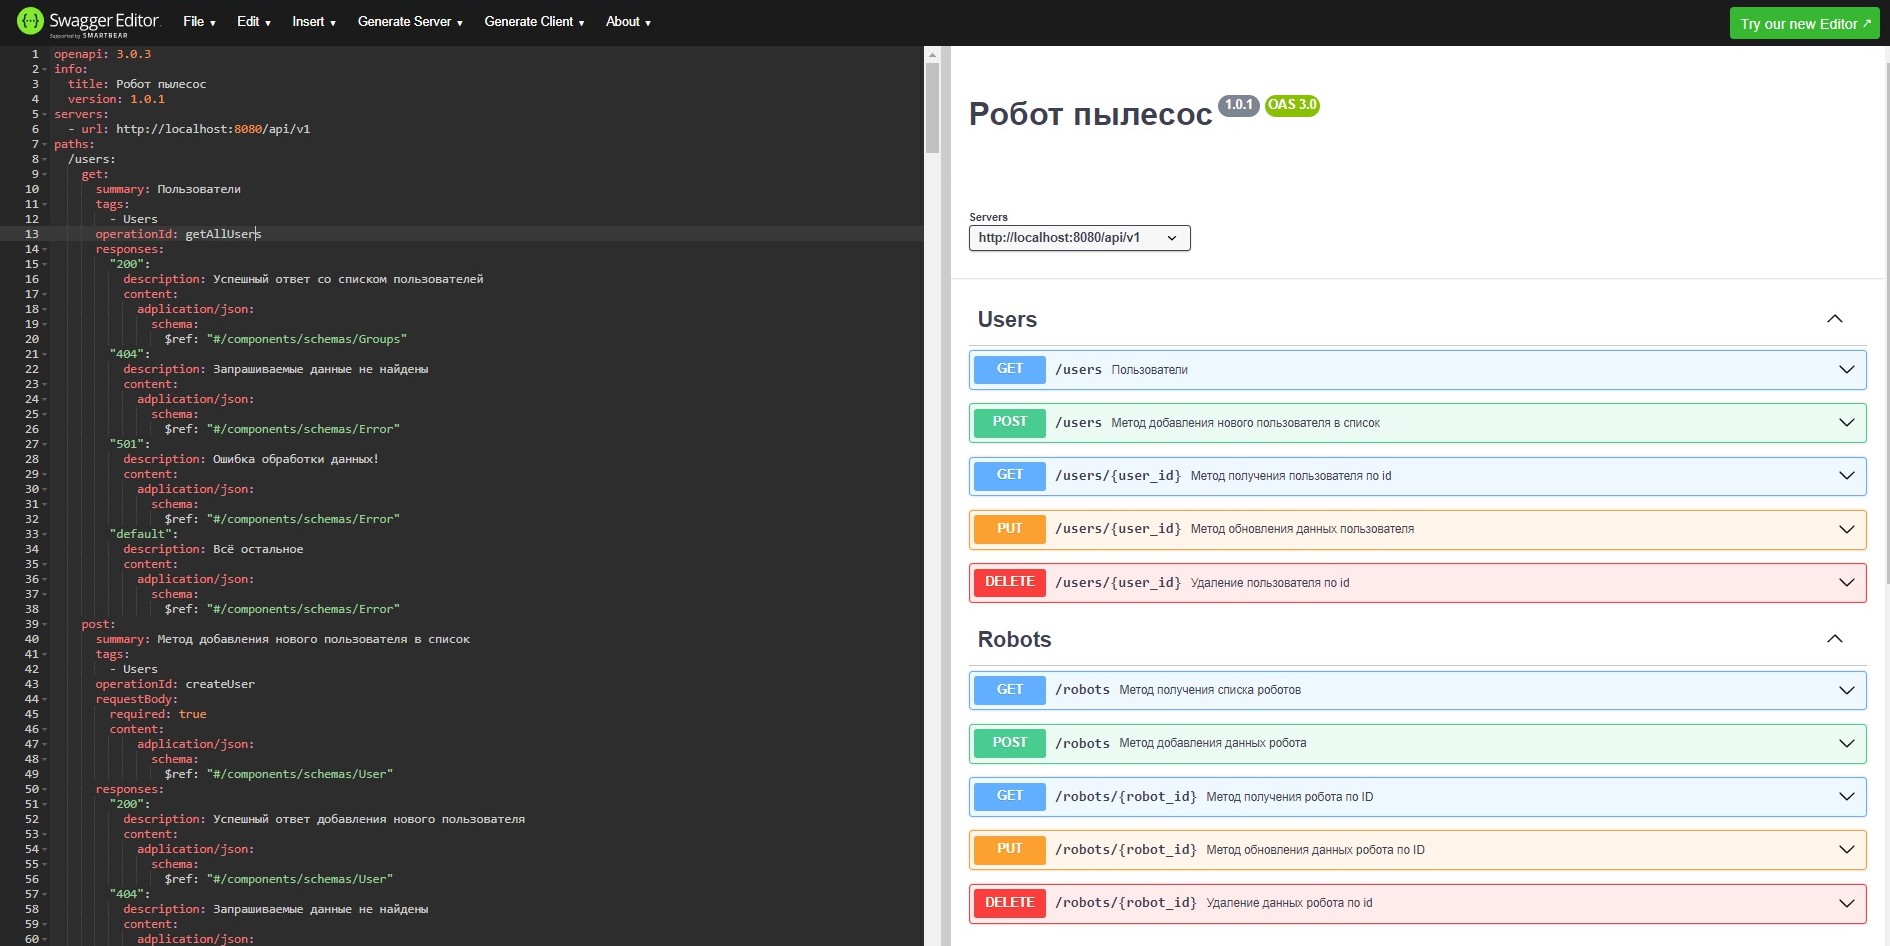 Swagger Editor
Supported by SMARTBEAR
File
Edit
Insert
Generate Server
Generate Client
About
Try our new Editor
1 openapi: 3.0.3
2 info:
3 title: Робот пылесос
4 version: 1.0.1
5 servers:
6 - url: http://localhost:8080/api/v1
7 paths:
8 /users:
9 get:
10 summary: Пользователи
11 tags:
12 - Users
13 operationId: getAllUsers
14 responses:
15 "200":
16 description: Успешный ответ со списком пользователей
17 content:
18 adplication/json:
19 schema:
20 $ref: "#/components/schemas/Groups"
21 "404":
22 description: Запрашиваемые данные не найдены
23 content:
24 adplication/json:
25 schema:
26 $ref: "#/components/schemas/Error"
27 "501":
28 description: Ошибка обработки данных!
29 content:
30 adplication/json:
31 schema:
32 $ref: "#/components/schemas/Error"
33 "default":
34 description: Всё остальное
35 content:
36 adplication/json:
37 schema:
38 $ref: "#/components/schemas/Error"
39 post:
40 summary: Метод добавления нового пользователя в список
41 tags:
42 - Users
43 operationId: createUser
44 requestBody:
45 required: true
46 content:
47 adplication/json:
48 schema:
49 $ref: "#/components/schemas/User"
50 responses:
51 "200":
52 description: Успешный ответ добавления нового пользователя
53 content:
54 adplication/json:
55 schema:
56 $ref: "#/components/schemas/User"
57 "404":
58 description: Запрашиваемые данные не найдены
59 content:
60 adplication/json:
Робот пылесос 1.0.1 OAS 3.0
Servers
http://localhost:8080/api/v1
Users
GET /users Пользователи
POST /users Метод добавления нового пользователя в список
GET /users/{user_id} Метод получения пользователя по id
PUT /users/{user_id} Метод обновления данных пользователя
DELETE /users/{user_id} Удаление пользователя по id
Robots
GET /robots Метод получения списка роботов
POST /robots Метод добавления данных робота
GET /robots/{robot_id} Метод получения робота по ID
PUT /robots/{robot_id} Метод обновления данных робота по ID
DELETE /robots/{robot_id} Удаление данных робота по id